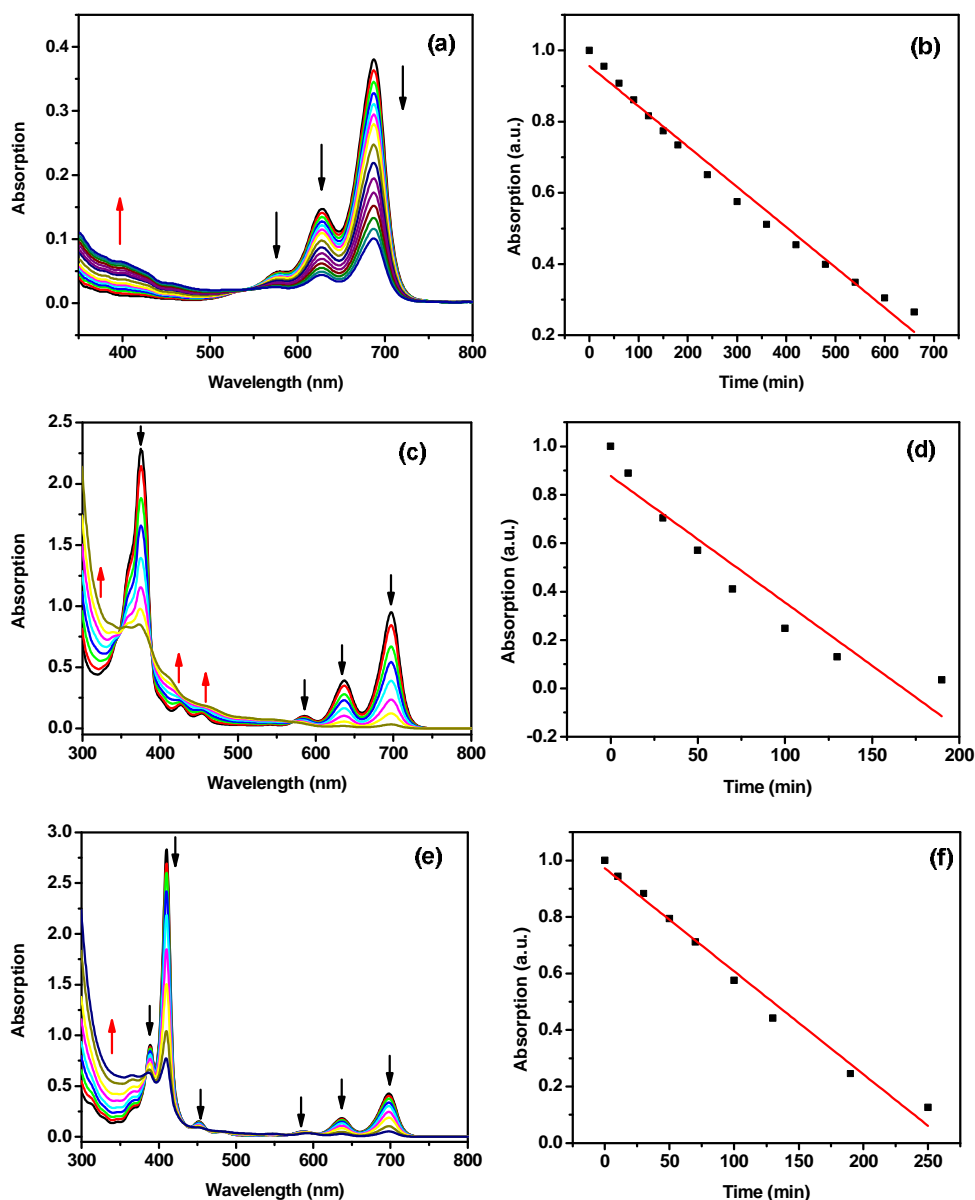 (a)
Absorption
0.4
0.3
0.2
0.1
0.0
400 500 600 700 800
Wavelength (nm)
(b)
Absorption (a.u.)
1.0
0.8
0.6
0.4
0.2
0 100 200 300 400 500 600 700
Time (min)
(c)
Absorption
2.5
2.0
1.5
1.0
0.5
0.0
300 400 500 600 700 800
Wavelength (nm)
(d)
Absorption (a.u.)
1.0
0.8
0.6
0.4
0.2
0.0
-0.2
0 50 100 150 200
Time (min)
(e)
Absorption
3.0
2.5
2.0
1.5
1.0
0.5
0.0
300 400 500 600 700 800
Wavelength (nm)
(f)
Absorption (a.u.)
1.0
0.8
0.6
0.4
0.2
0.0
0 50 100 150 200 250
Time (min)